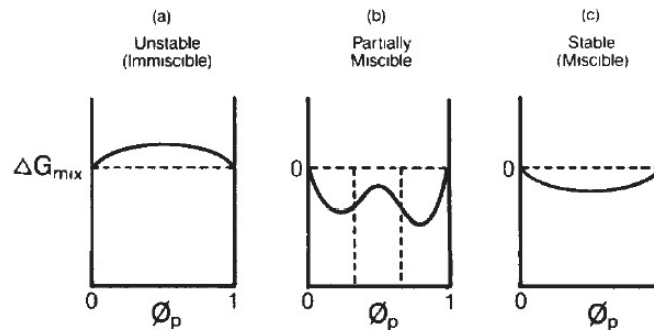 (a)
Unstable
(Immiscible)
(b)
Partially
Miscible
(c)
Stable
(Miscible)
ΔGmix
0
0
0
1
0
1
0
Øp
Øp
Øp